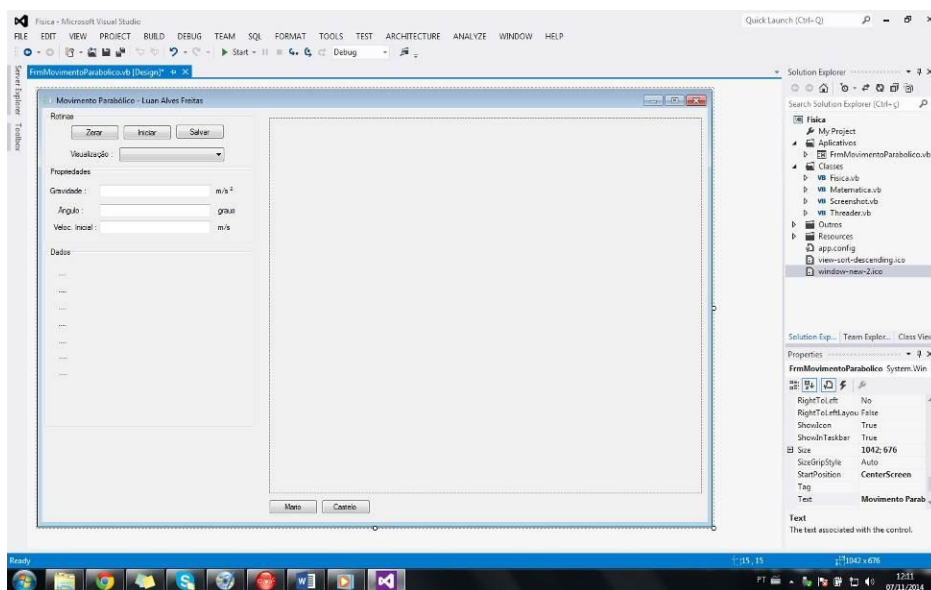 Fisica - Microsoft Visual Studio
Quick Launch (Ctrl+Q)
FILE EDIT VIEW PROJECT BUILD DEBUG TEAM SQL FORMAT TOOLS TEST ARCHITECTURE ANALYZE WINDOW HELP
Start
Debug
Server Explorer
Toolbox
FrmMovimentoParabolico.vb [Design]*
Movimento Parabólico - Luan Alves Freitas
Rotinas
Zerar Iniciar Salvar
Visualização :
Propriedades
Gravidade : m/s²
Ângulo : graus
Veloc. Inicial : m/s
Dados
....
....
....
....
....
....
....
Mario Castelo
Solution Explorer
Search Solution Explorer (Ctrl+ç)
Fisica
My Project
Aplicativos
FrmMovimentoParabolico.vb
Classes
Fisica.vb
Matematica.vb
Screenshot.vb
Threader.vb
Outros
Resources
app.config
view-sort-descending.ico
window-new-2.ico
Solution Exp... Team Explor... Class View
Properties
FrmMovimentoParabolico System.Win
RightToLeft No
RightToLeftLayou False
ShowIcon True
ShowInTaskbar True
Size 1042; 676
SizeGripStyle Auto
StartPosition CenterScreen
Tag
Text Movimento Parab
Text
The text associated with the control.
Ready
15 , 15
1042 x 676
PT
12:11
07/11/2014